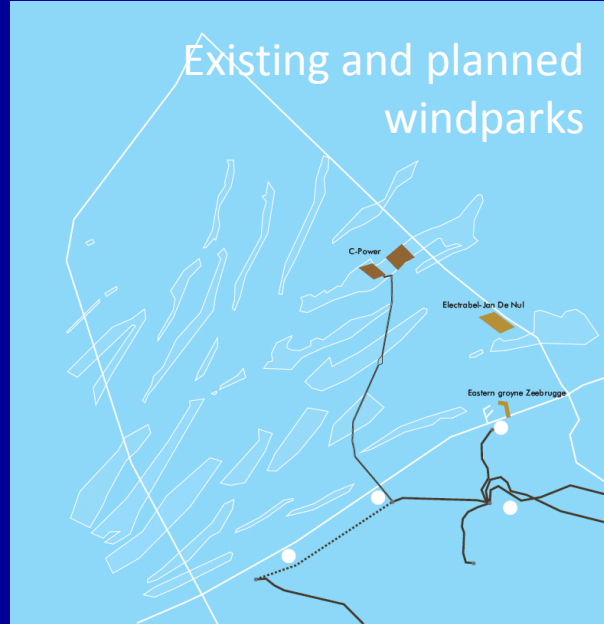 Existing and planned
windparks
C-Power
Electrabel-Jan De Nul
Eastern groyne Zeebrugge